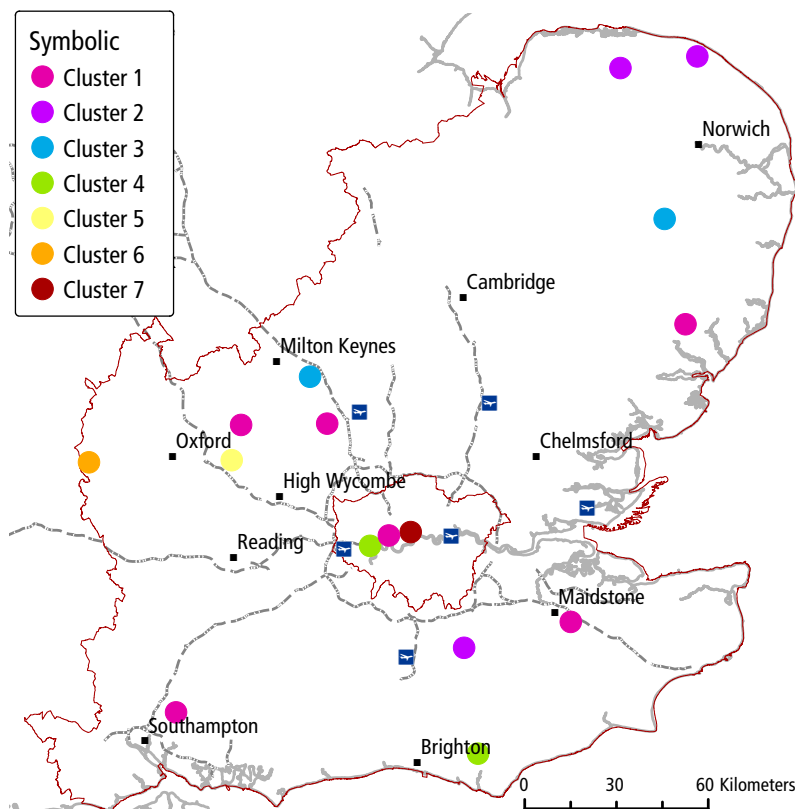 Symbolic
Cluster 1
Cluster 2
Cluster 3
Cluster 4
Cluster 5
Cluster 6
Cluster 7
Norwich
Cambridge
Milton Keynes
Oxford
Chelmsford
High Wycombe
Reading
Maidstone
Southampton
Brighton
0 30 60 Kilometers